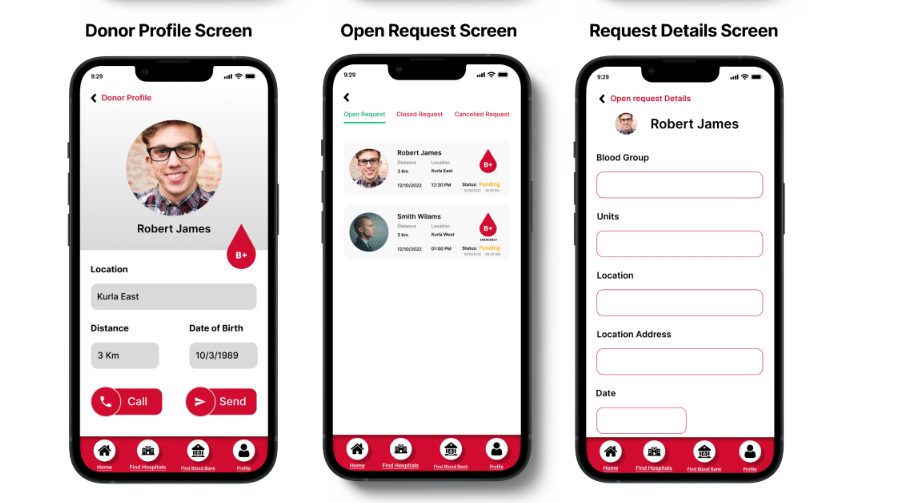 Donor Profile Screen
Open Request Screen
Request Details Screen
9:29
Donor Profile
Robert James
B+
Location
Kurla East
Distance
Date of Birth
3 Km
10/3/1989
Call
Send
Home
Find Hospitals
Find Blood Bank
Profile
9:29
Open Request
Closed Request
Cancelled Request
Robert James
Distance
Location
3 Km
Kurla East
B+
12/10/2022
12:30 PM
Status: Pending
Smith Wilams
Distance
Location
5 Km
Kurla West
B+
12/10/2022
01:00 PM
Status: Pending
Home
Find Hospitals
Find Blood Bank
Profile
9:29
Open request Details
Robert James
Blood Group
Units
Location
Location Address
Date
Home
Find Hospitals
Find Blood Bank
Profile